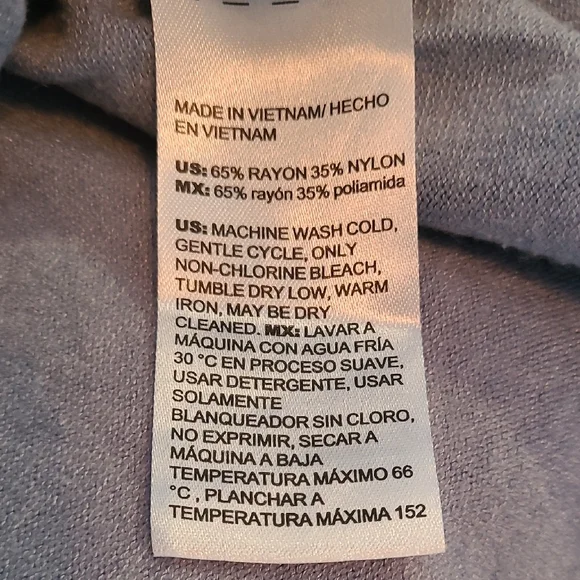 MADE IN VIETNAM/ HECHO
EN VIETNAM
US: 65% RAYON 35% NYLON
MX: 65% rayón 35% poliamida
US: MACHINE WASH COLD,
GENTLE CYCLE, ONLY
NON-CHLORINE BLEACH,
TUMBLE DRY LOW, WARM
IRON, MAY BE DRY
CLEANED. MX: LAVAR A
MÁQUINA CON AGUA FRÍA
30 °C EN PROCESO SUAVE,
USAR DETERGENTE, USAR
SOLAMENTE
BLANQUEADOR SIN CLORO,
NO EXPRIMIR, SECAR A
MÁQUINA A BAJA
TEMPERATURA MÁXIMO 66
°C , PLANCHAR A
TEMPERATURA MÁXIMA 152